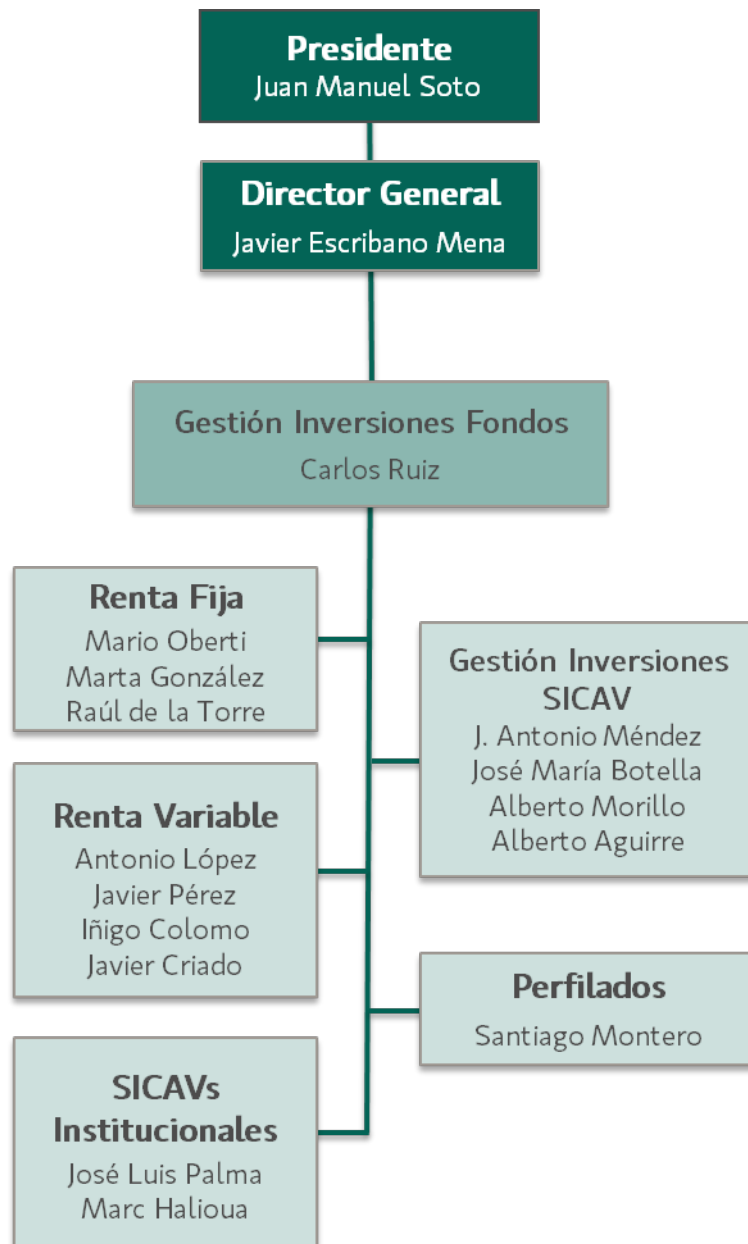 Presidente
Juan Manuel Soto
Director General
Javier Escribano Mena
Gestión Inversiones Fondos
Carlos Ruiz
Renta Fija
Mario Oberti
Marta González
Raúl de la Torre
Gestión Inversiones
SICAV
J. Antonio Méndez
José María Botella
Alberto Morillo
Alberto Aguirre
Renta Variable
Antonio López
Javier Pérez
Iñigo Colomo
Javier Criado
Perfilados
Santiago Montero
SICAVs
Institucionales
José Luis Palma
Marc Halioua